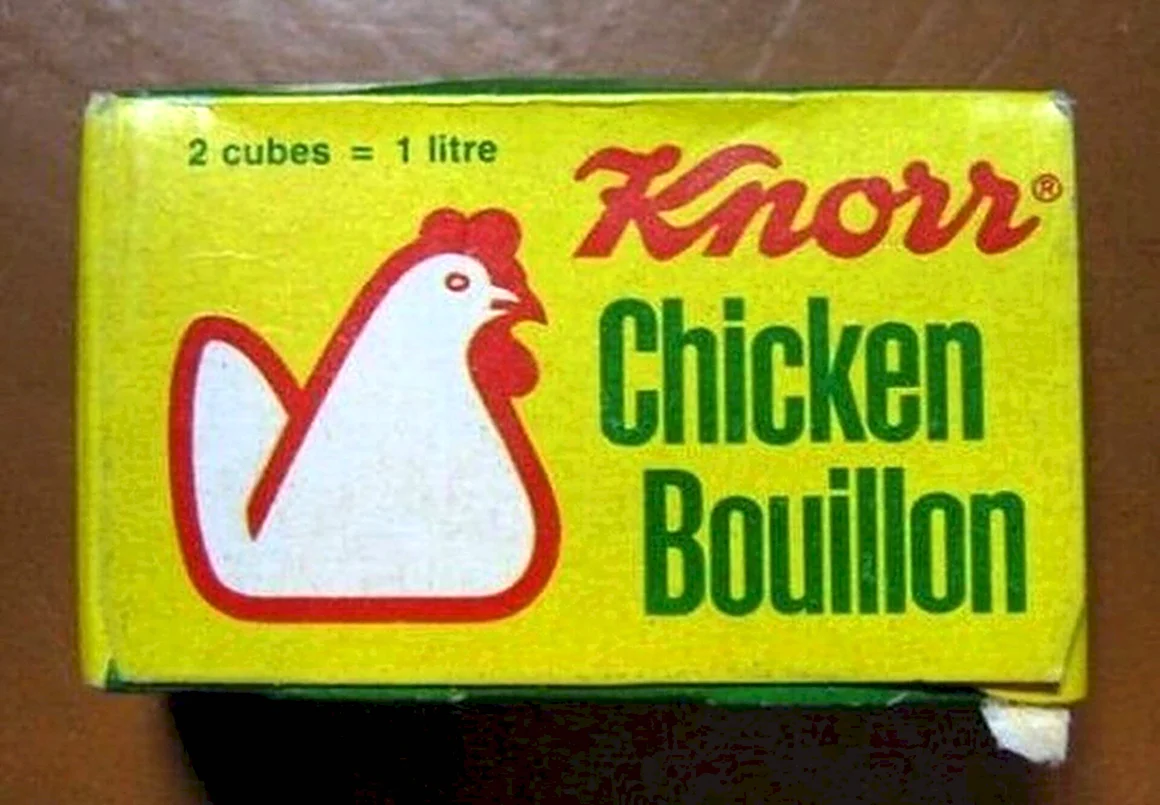 2 cubes = 1 litre
Knorr®
Chicken
Bouillon